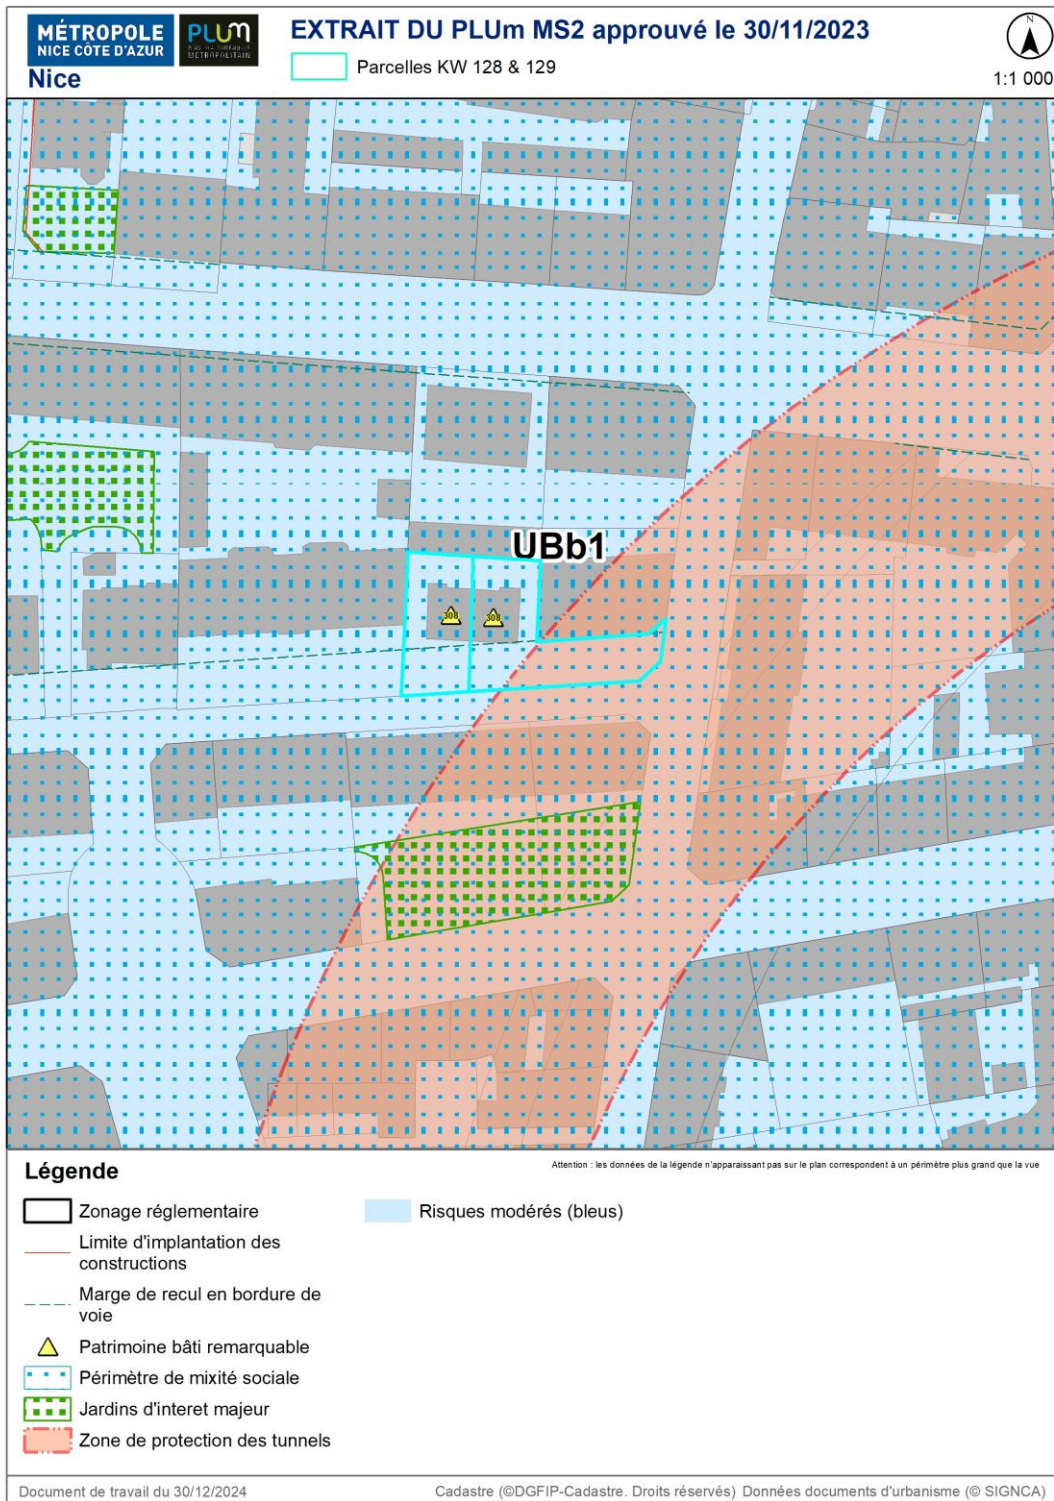 MÉTROPOLE
NICE CÔTE D'AZUR
PLUm
MÉTROPOLITAIN
EXTRAIT DU PLUm MS2 approuvé le 30/11/2023
N
Nice
Parcelles KW 128 & 129
1:1 000
UBb1
308
308
Légende
Attention : les données de la légende n'apparaissant pas sur le plan correspondent à un périmètre plus grand que la vue
Zonage réglementaire
Risques modérés (bleus)
Limite d'implantation des
constructions
Marge de recul en bordure de
voie
Patrimoine bâti remarquable
Périmètre de mixité sociale
Jardins d'interet majeur
Zone de protection des tunnels
Document de travail du 30/12/2024
Cadastre (©DGFIP-Cadastre. Droits réservés) Données documents d'urbanisme (© SIGNCA)